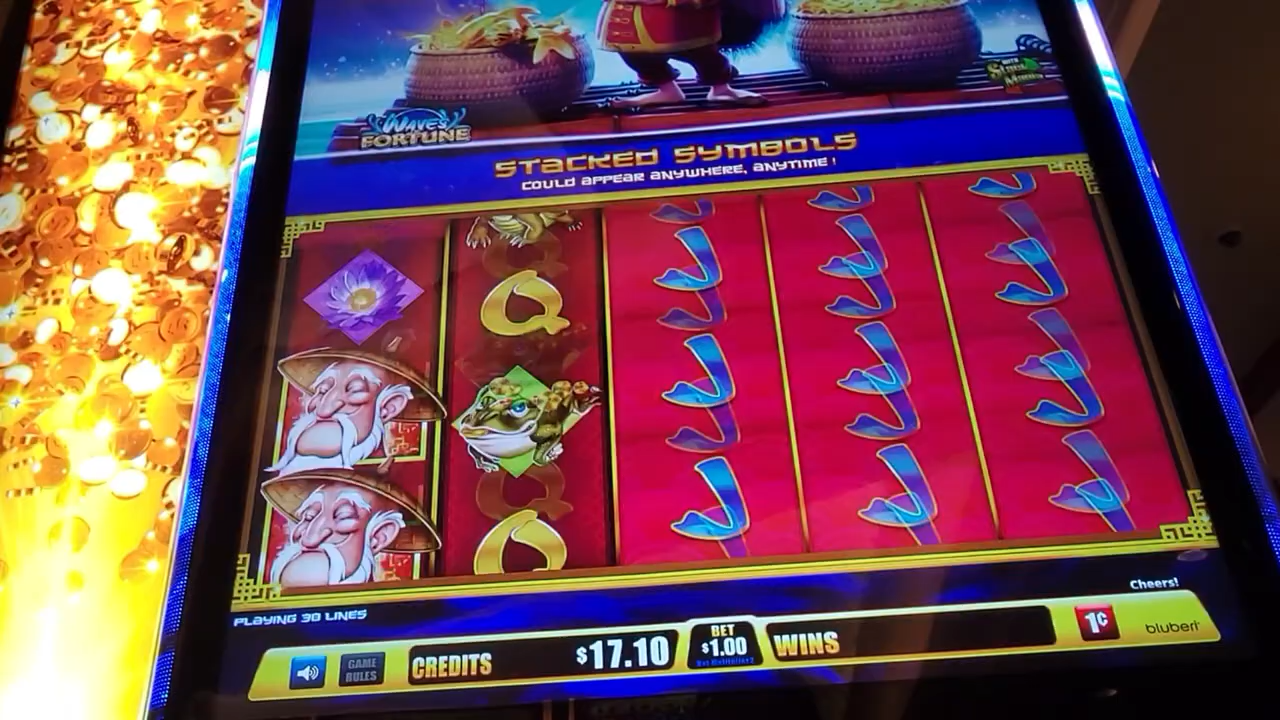 WAVES
FORTUNE
STACKED SYMBOLS
COULD APPEAR ANYWHERE, ANYTIME !
Q
Q
J
J
J
J
J
J
J
J
J
PLAYING 30 LINES
Cheers!
GAME
RULES
CREDITS
$17.10
BET
$1.00
WINS
1¢
bluberi